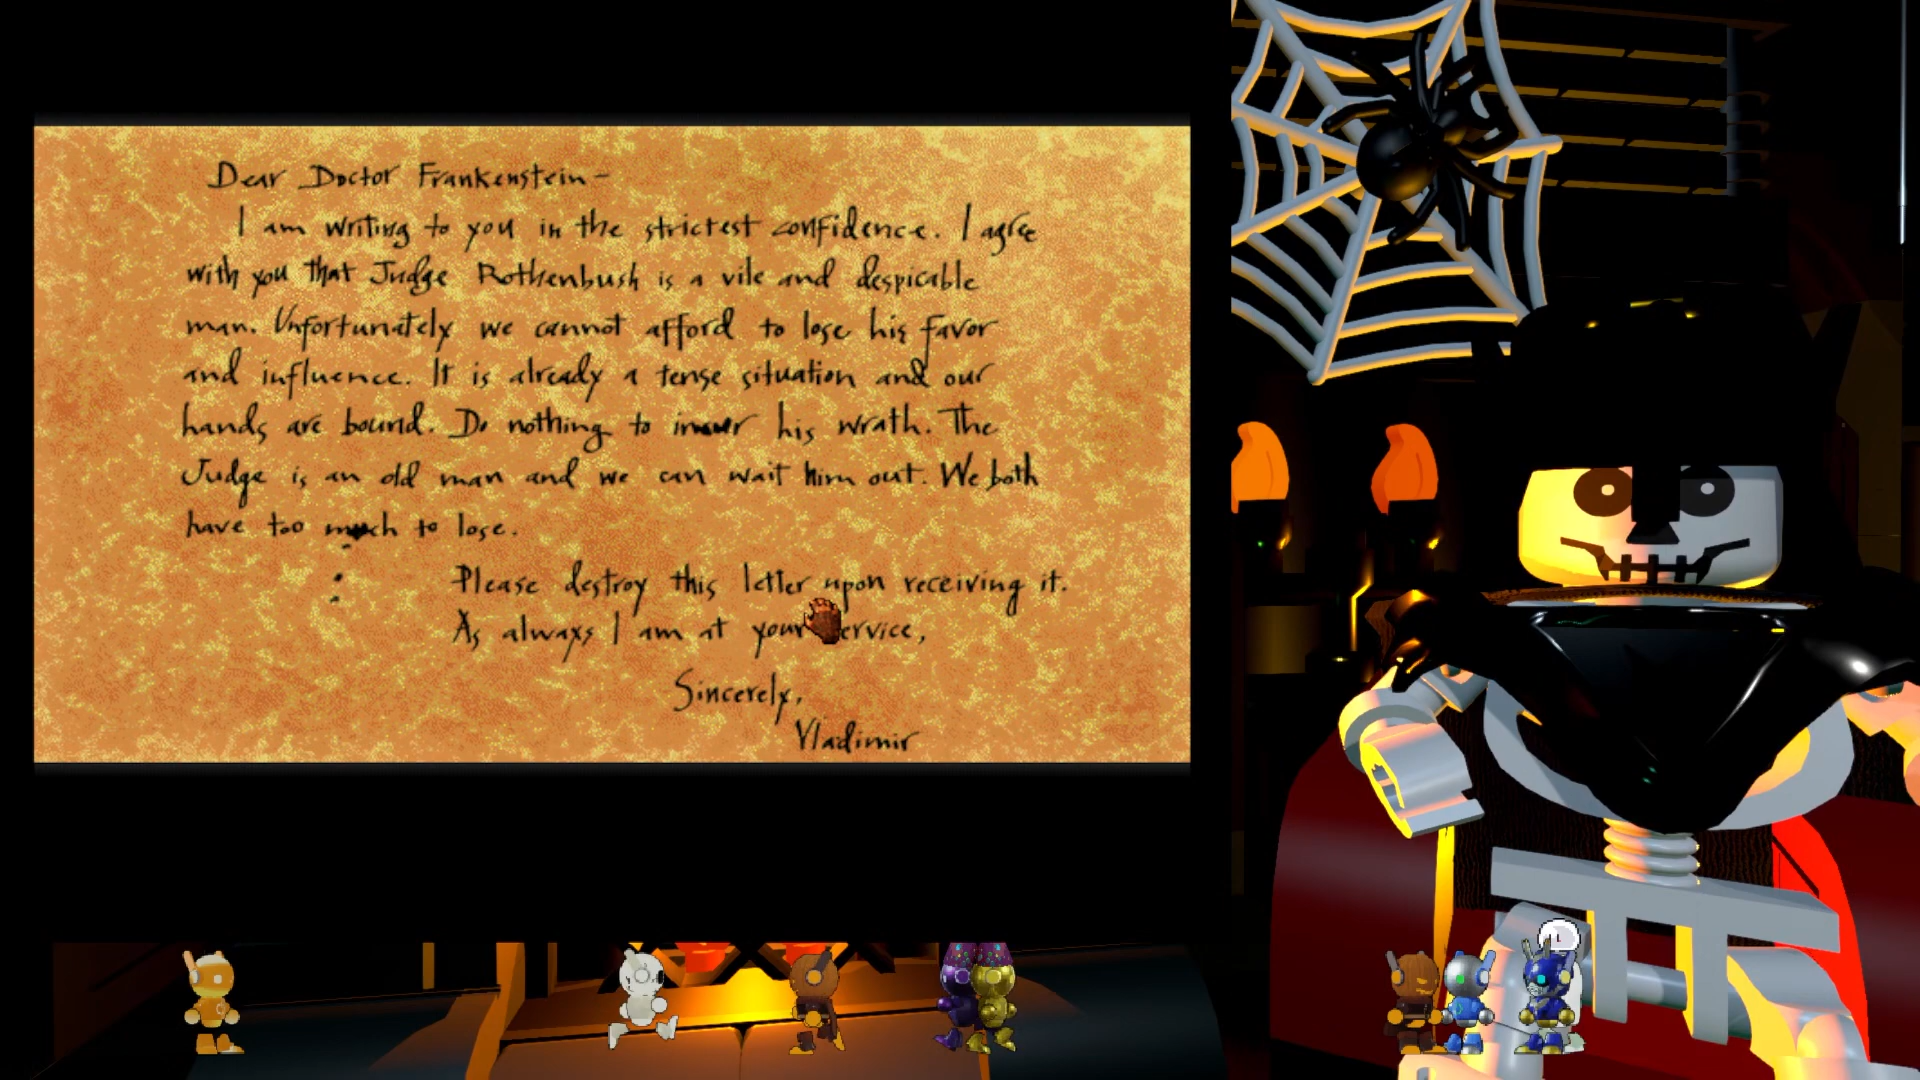 Dear Doctor Frankenstein-
I am writing to you in the strictest confidence. I agree
with you that Judge Rothenbush is a vile and despicable
man. Unfortunately we cannot afford to lose his favor
and influence. It is already a tense situation and our
hands are bound. Do nothing to incur his wrath. The
Judge is an old man and we can wait him out. We both
have too much to lose.
Please destroy this letter upon receiving it.
As always I am at your service,
Sincerely,
Vladimir